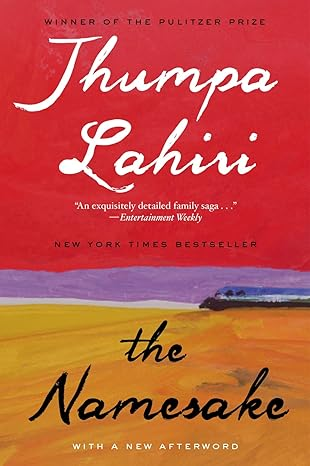 WINNER OF THE PULITZER PRIZE
Jhumpa
Lahiri
“An exquisitely detailed family saga . . .”
—Entertainment Weekly
NEW YORK TIMES BESTSELLER
the
Namesake
WITH A NEW AFTERWORD